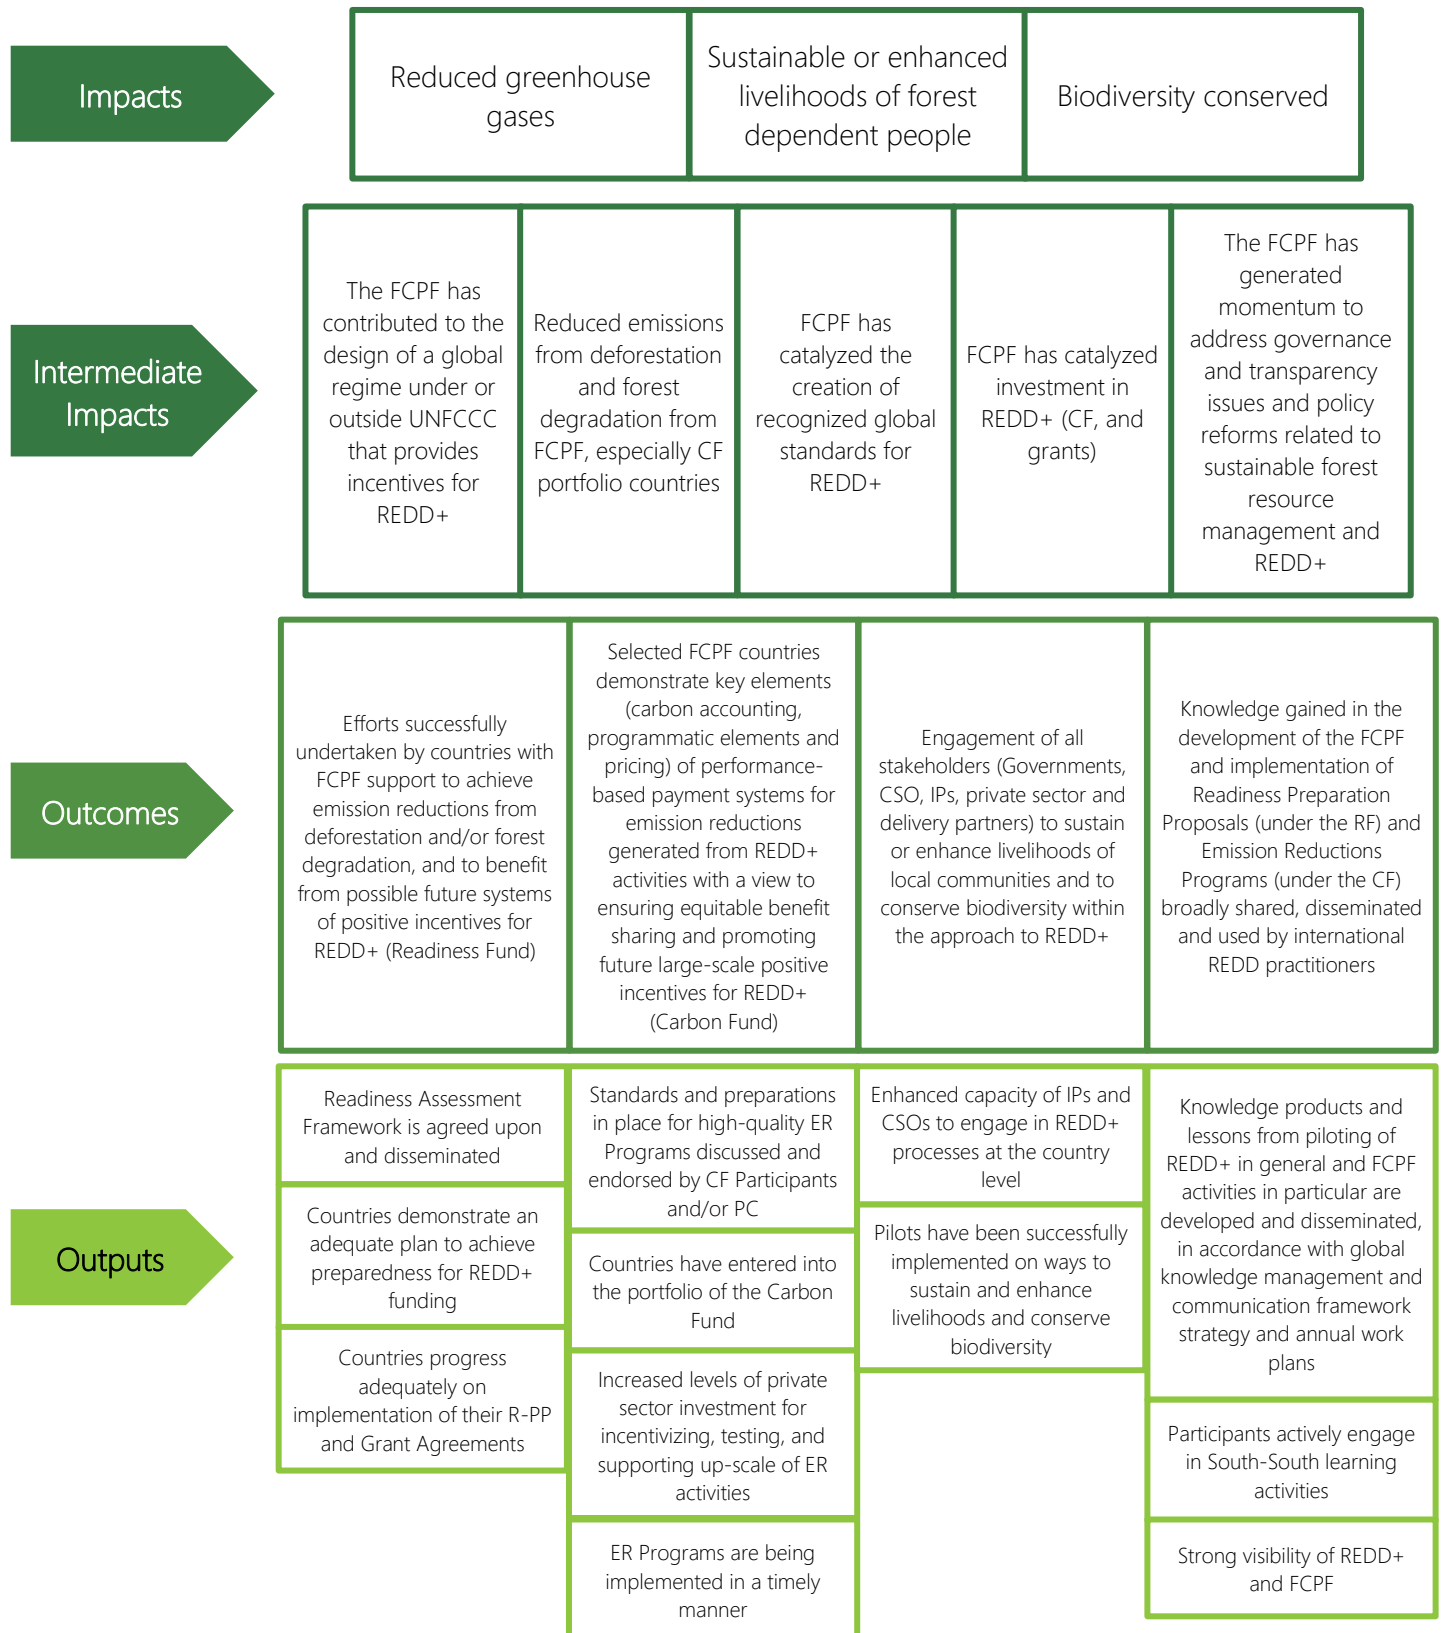 Impacts
Reduced greenhouse
gases
Sustainable or enhanced
livelihoods of forest
dependent people
Biodiversity conserved
Intermediate
Impacts
The FCPF has
contributed to the
design of a global
regime under or
outside UNFCCC
that provides
incentives for
REDD+
Reduced emissions
from deforestation
and forest
degradation from
FCPF, especially CF
portfolio countries
FCPF has
catalyzed the
creation of
recognized global
standards for
REDD+
FCPF has catalyzed
investment in
REDD+ (CF, and
grants)
The FCPF has
generated
momentum to
address governance
and transparency
issues and policy
reforms related to
sustainable forest
resource
management and
REDD+
Outcomes
Efforts successfully
undertaken by countries with
FCPF support to achieve
emission reductions from
deforestation and/or forest
degradation, and to benefit
from possible future systems
of positive incentives for
REDD+ (Readiness Fund)
Selected FCPF countries
demonstrate key elements
(carbon accounting,
programmatic elements and
pricing) of performance-
based payment systems for
emission reductions
generated from REDD+
activities with a view to
ensuring equitable benefit
sharing and promoting
future large-scale positive
incentives for REDD+
(Carbon Fund)
Engagement of all
stakeholders (Governments,
CSO, IPs, private sector and
delivery partners) to sustain
or enhance livelihoods of
local communities and to
conserve biodiversity within
the approach to REDD+
Knowledge gained in the
development of the FCPF
and implementation of
Readiness Preparation
Proposals (under the RF) and
Emission Reductions
Programs (under the CF)
broadly shared, disseminated
and used by international
REDD practitioners
Outputs
Readiness Assessment
Framework is agreed upon
and disseminated
Countries demonstrate an
adequate plan to achieve
preparedness for REDD+
funding
Countries progress
adequately on
implementation of their R-PP
and Grant Agreements
Standards and preparations
in place for high-quality ER
Programs discussed and
endorsed by CF Participants
and/or PC
Countries have entered into
the portfolio of the Carbon
Fund
Increased levels of private
sector investment for
incentivizing, testing, and
supporting up-scale of ER
activities
ER Programs are being
implemented in a timely
manner
Enhanced capacity of IPs and
CSOs to engage in REDD+
processes at the country
level
Pilots have been successfully
implemented on ways to
sustain and enhance
livelihoods and conserve
biodiversity
Knowledge products and
lessons from piloting of
REDD+ in general and FCPF
activities in particular are
developed and disseminated,
in accordance with global
knowledge management and
communication framework
strategy and annual work
plans
Participants actively engage
in South-South learning
activities
Strong visibility of REDD+
and FCPF